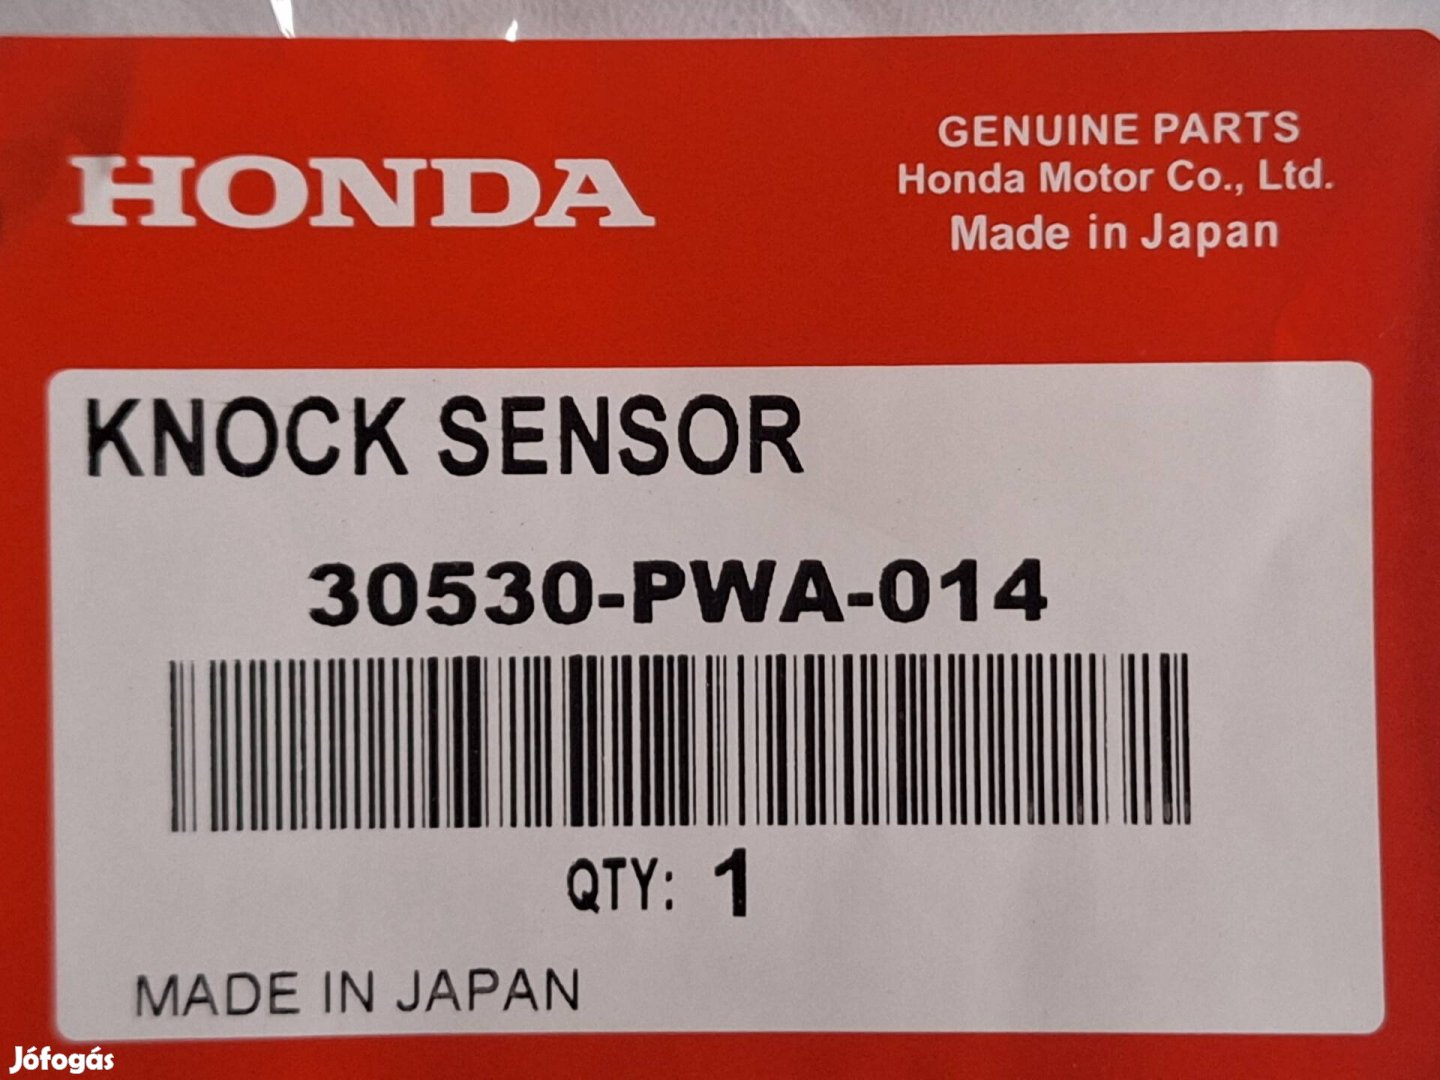 HONDA
GENUINE PARTS
Honda Motor Co., Ltd.
Made in Japan
KNOCK SENSOR
30530-PWA-014
QTY: 1
MADE IN JAPAN
Jófogás